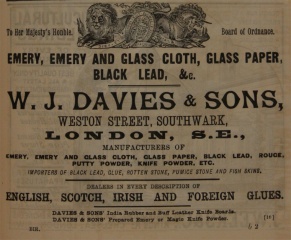 To Her Majesty's Honble. Board of Ordnance.
EMERY, EMERY AND GLASS CLOTH, GLASS PAPER,
BLACK LEAD, &c.
W. J. DAVIES & SONS,
WESTON STREET, SOUTHWARK,
LONDON, S.E.,
MANUFACTURERS OF
EMERY, EMERY AND GLASS CLOTH, GLASS PAPER, BLACK LEAD, ROUGE,
PUTTY POWDER, KNIFE POWDER, ETC.
IMPORTERS OF BLACK LEAD, GLUE, ROTTEN STONE, PUMICE STONE AND FISH SKINS,
DEALERS IN EVERY DESCRIPTION OF
ENGLISH, SCOTCH, IRISH AND FOREIGN GLUES.
DAVIES & SONS' India Rubber and Buff Leather Knife Boards.
DAVIES & SONS' Prepared Emery or Magic Knife Powder.